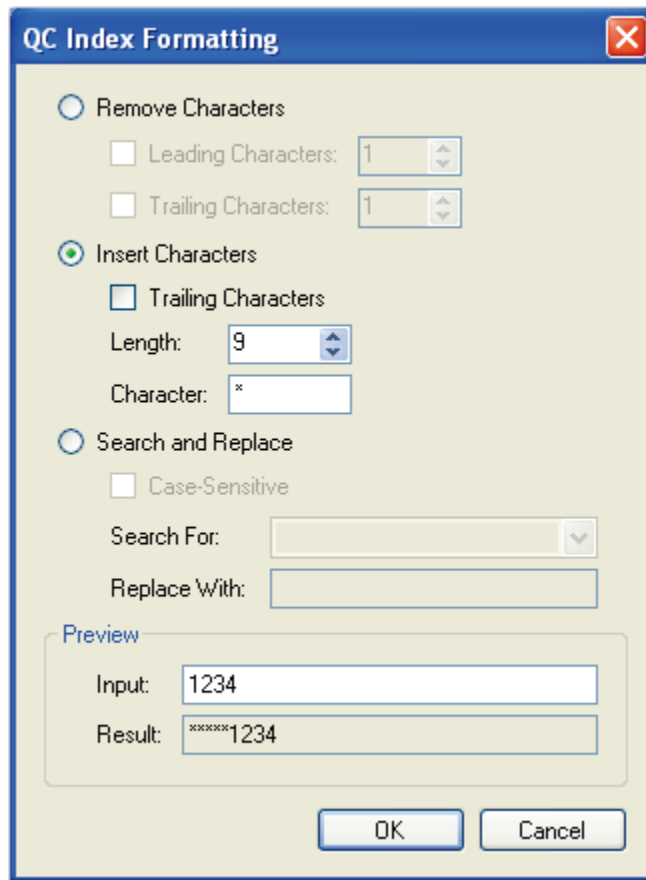 QC Index Formatting
Remove Characters
Leading Characters: 1
Trailing Characters: 1
Insert Characters
Trailing Characters
Length: 9
Character: *
Search and Replace
Case-Sensitive
Search For:
Replace With:
Preview
Input: 1234
Result: *****1234
OK Cancel